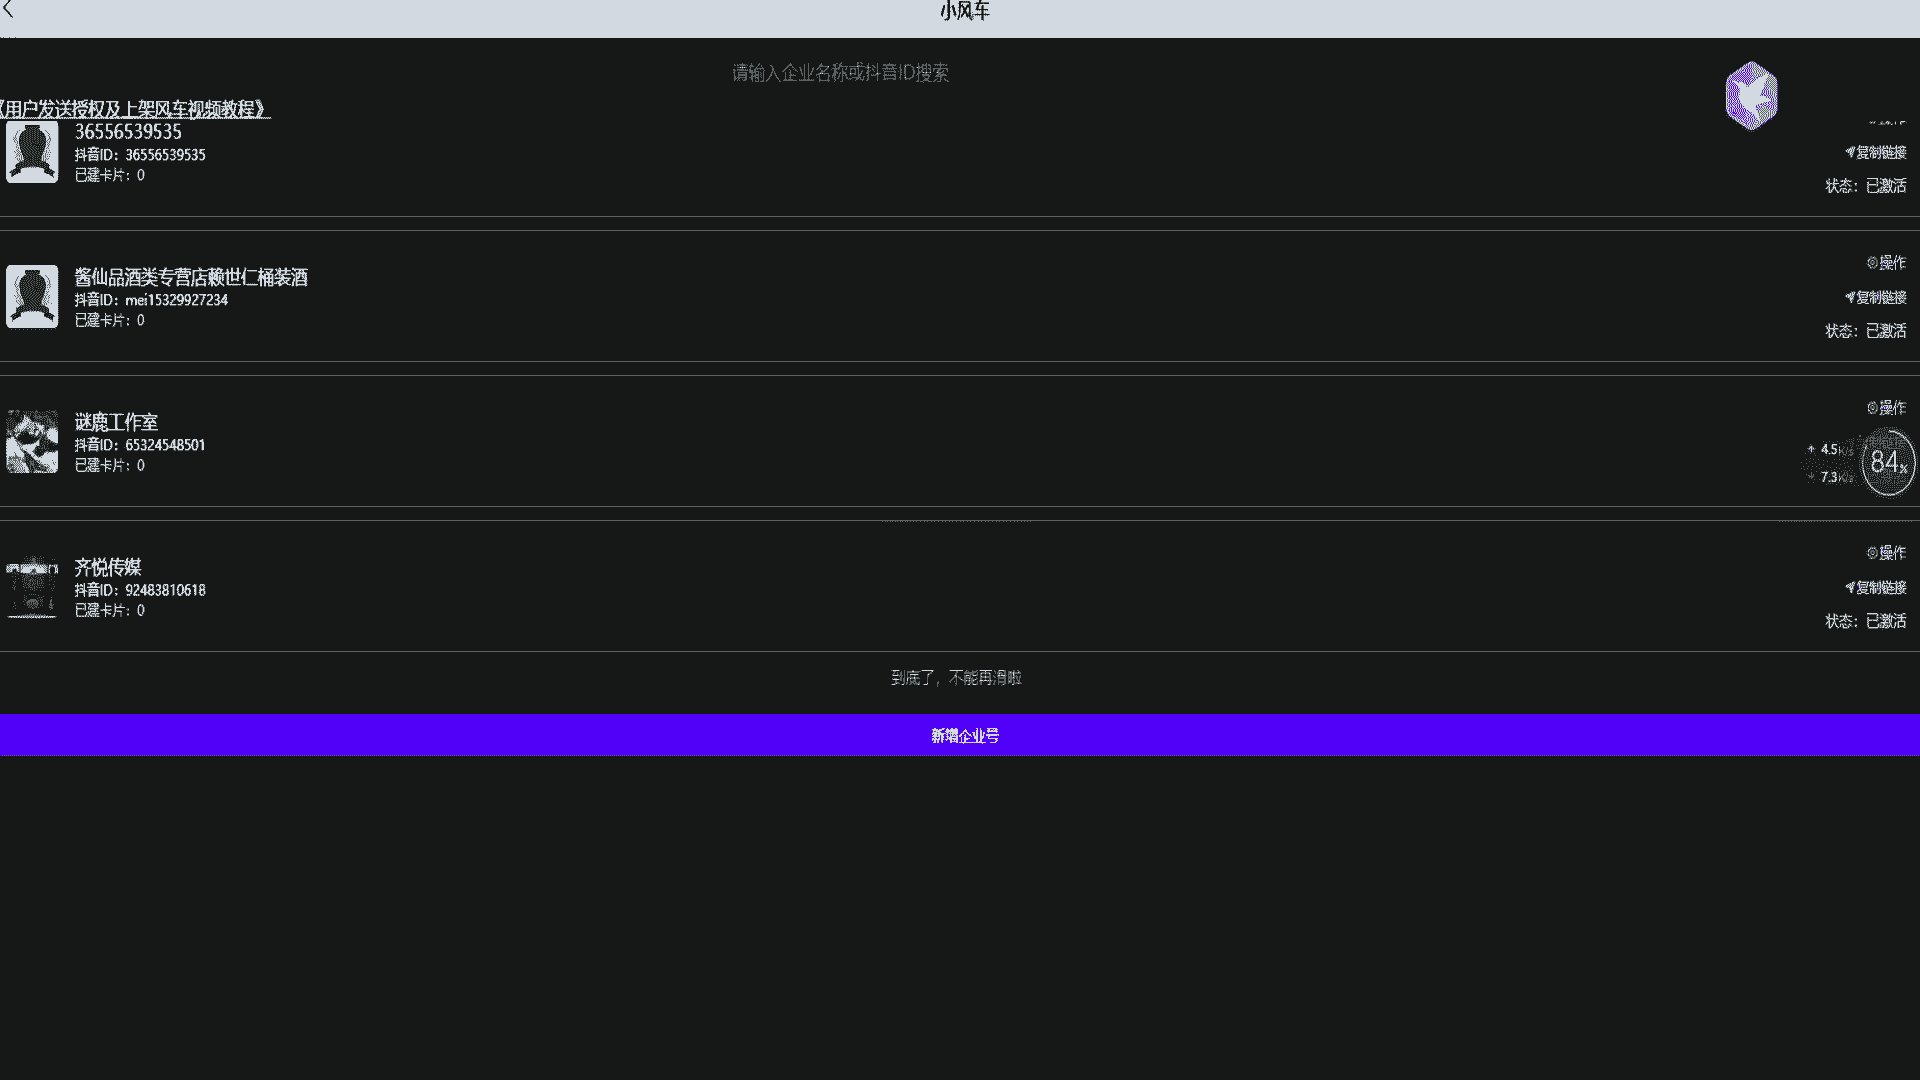 小风车
请输入企业名称或抖音ID搜索
《用户发送授权及上架风车视频教程》
36556539535
抖音ID：36556539535
已建卡片：0
复制链接
状态：已激活
酱仙品酒类专营店赖世仁桶装酒
抖音ID：mei15329927234
已建卡片：0
操作
复制链接
状态：已激活
谜鹿工作室
抖音ID：65324548501
已建卡片：0
操作
4.5K/s
7.3K/s
84%
齐悦传媒
抖音ID：92483810618
已建卡片：0
操作
复制链接
状态：已激活
到底了，不能再滑啦
新增企业号